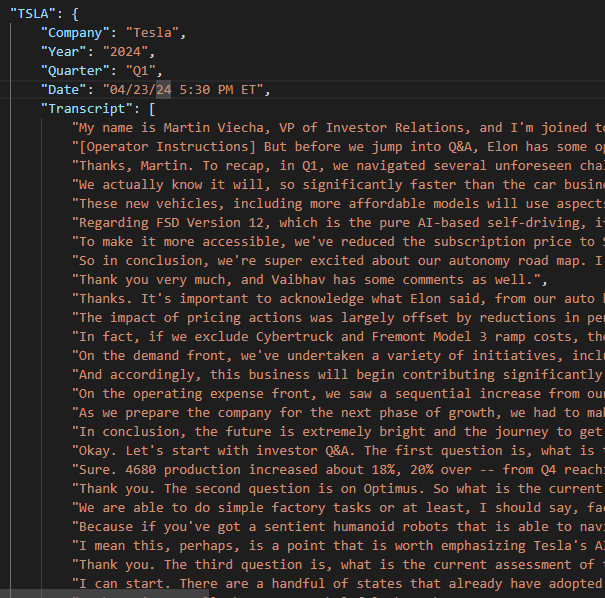 "TSLA": {
"Company": "Tesla",
"Year": "2024",
"Quarter": "Q1",
"Date": "04/23/24 5:30 PM ET",
"Transcript": [
"My name is Martin Viecha, VP of Investor Relations, and I'm joined
"[Operator Instructions] But before we jump into Q&A, Elon has some
"Thanks, Martin. To recap, in Q1, we navigated several unforeseen
"We actually know it will, so significantly faster than the car
"These new vehicles, including more affordable models will use aspects
"Regarding FSD Version 12, which is the pure AI-based self-driving,
"To make it more accessible, we've reduced the subscription price to
"So in conclusion, we're super excited about our autonomy road map. I
"Thank you very much, and Vaibhav has some comments as well.",
"Thanks. It's important to acknowledge what Elon said, from our auto
"The impact of pricing actions was largely offset by reductions in
"In fact, if we exclude Cybertruck and Fremont Model 3 ramp costs,
"On the demand front, we've undertaken a variety of initiatives,
"And accordingly, this business will begin contributing significantly
"On the operating expense front, we saw a sequential increase from
"As we prepare the company for the next phase of growth, we had to
"In conclusion, the future is extremely bright and the journey to get
"Okay. Let's start with investor Q&A. The first question is, what is
"Sure. 4680 production increased about 18%, 20% over -- from Q4
"Thank you. The second question is on Optimus. So what is the current
"We are able to do simple factory tasks or at least, I should say,
"Because if you've got a sentient humanoid robots that is able to
"I mean this, perhaps, is a point that is worth emphasizing Tesla's
"Thank you. The third question is, what is the current assessment of
"I can start. There are a handful of states that already have adopted